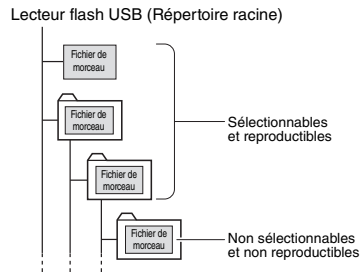 Lecteur flash USB (Répertoire racine)
Fichier de
morceau
Fichier de
morceau
Sélectionnables
et reproductibles
Fichier de
morceau
Fichier de
morceau
Non sélectionnables
et non reproductibles